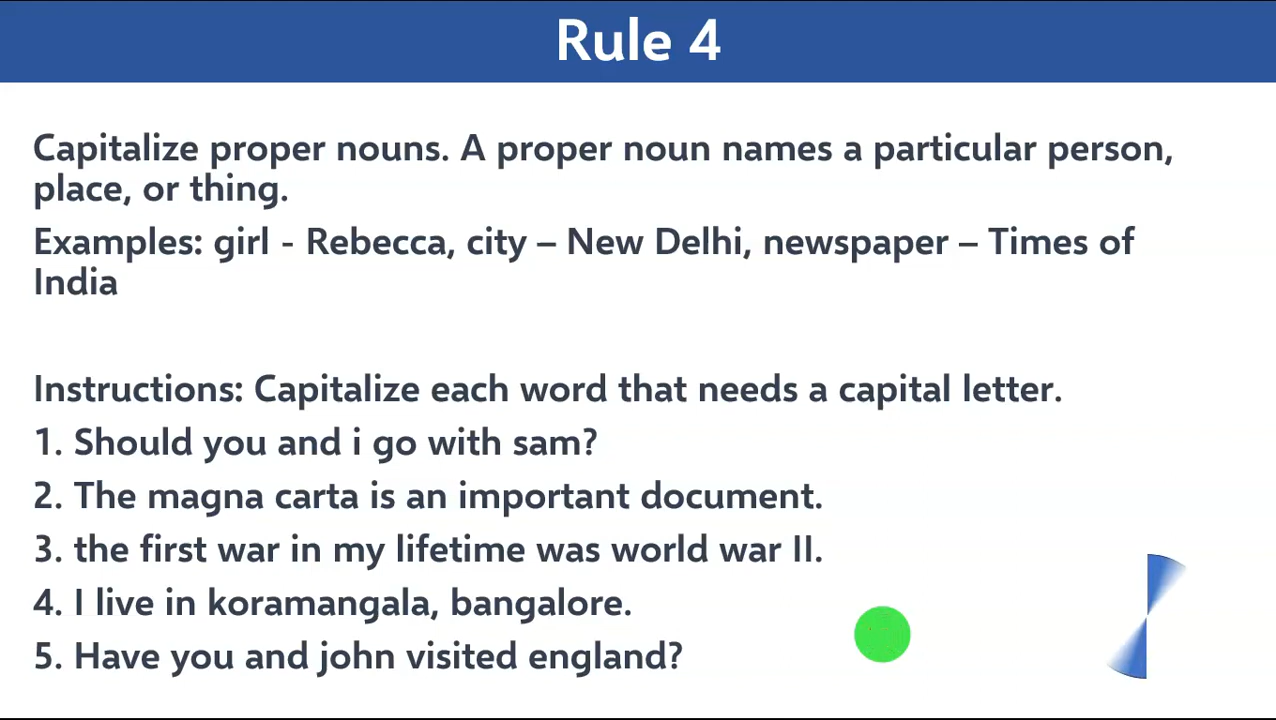 Rule 4
Capitalize proper nouns. A proper noun names a particular person,
place, or thing.
Examples: girl - Rebecca, city – New Delhi, newspaper – Times of
India
Instructions: Capitalize each word that needs a capital letter.
1. Should you and i go with sam?
2. The magna carta is an important document.
3. the first war in my lifetime was world war II.
4. I live in koramangala, bangalore.
5. Have you and john visited england?